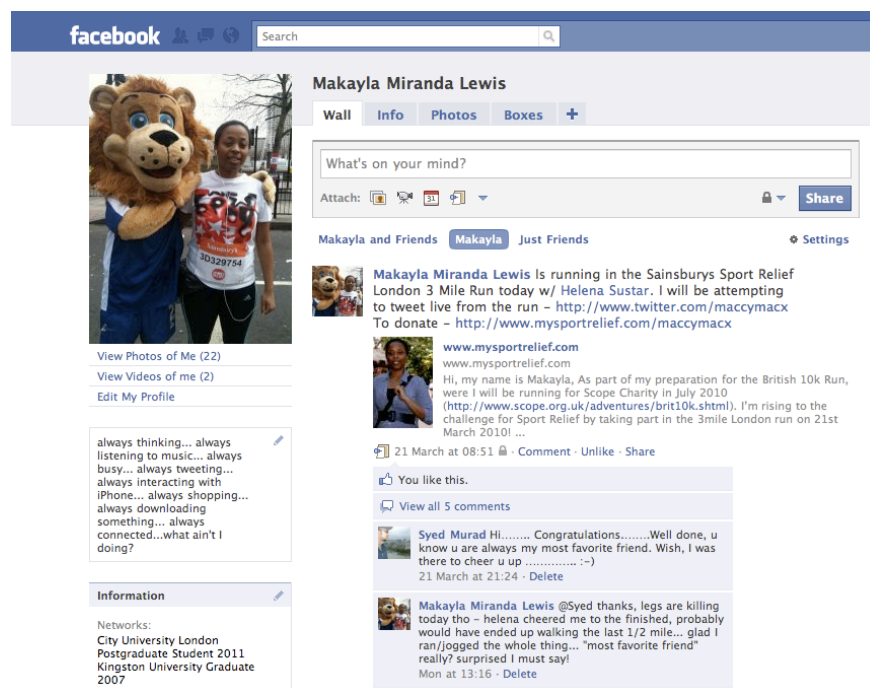 facebook
Search
Makayla Miranda Lewis
Wall Info Photos Boxes +
What's on your mind?
Attach: 31 Share
Makayla and Friends Makayla Just Friends Settings
Makayla Miranda Lewis Is running in the Sainsburys Sport Relief
London 3 Mile Run today w/ Helena Sustar. I will be attempting
to tweet live from the run - http://www.twitter.com/maccymacx
To donate - http://www.mysportrelief.com/maccymacx
www.mysportrelief.com
www.mysportrelief.com
Hi, my name is Makayla, As part of my preparation for the British 10k Run,
were I will be running for Scope Charity in July 2010
(http://www.scope.org.uk/adventures/brit10k.shtml). I'm rising to the
challenge for Sport Relief by taking part in the 3mile London run on 21st
March 2010! ...
21 March at 08:51 · Comment · Unlike · Share
You like this.
View all 5 comments
Syed Murad Hi........ Congratulations........Well done, u
know u are always my most favorite friend. Wish, I was
there to cheer u up .............. :-)
21 March at 21:24 · Delete
Makayla Miranda Lewis @Syed thanks, legs are killing
today tho - helena cheered me to the finished, probably
would have ended up walking the last 1/2 mile... glad I
ran/jogged the whole thing... "most favorite friend"
really? surprised I must say!
Mon at 13:16 · Delete
Sainsbury's
3D329754
View Photos of Me (22)
View Videos of me (2)
Edit My Profile
always thinking... always
listening to music... always
busy... always tweeting...
always interacting with
iPhone... always shopping...
always downloading
something... always
connected...what ain't I
doing?
Information
Networks:
City University London
Postgraduate Student 2011
Kingston University Graduate
2007